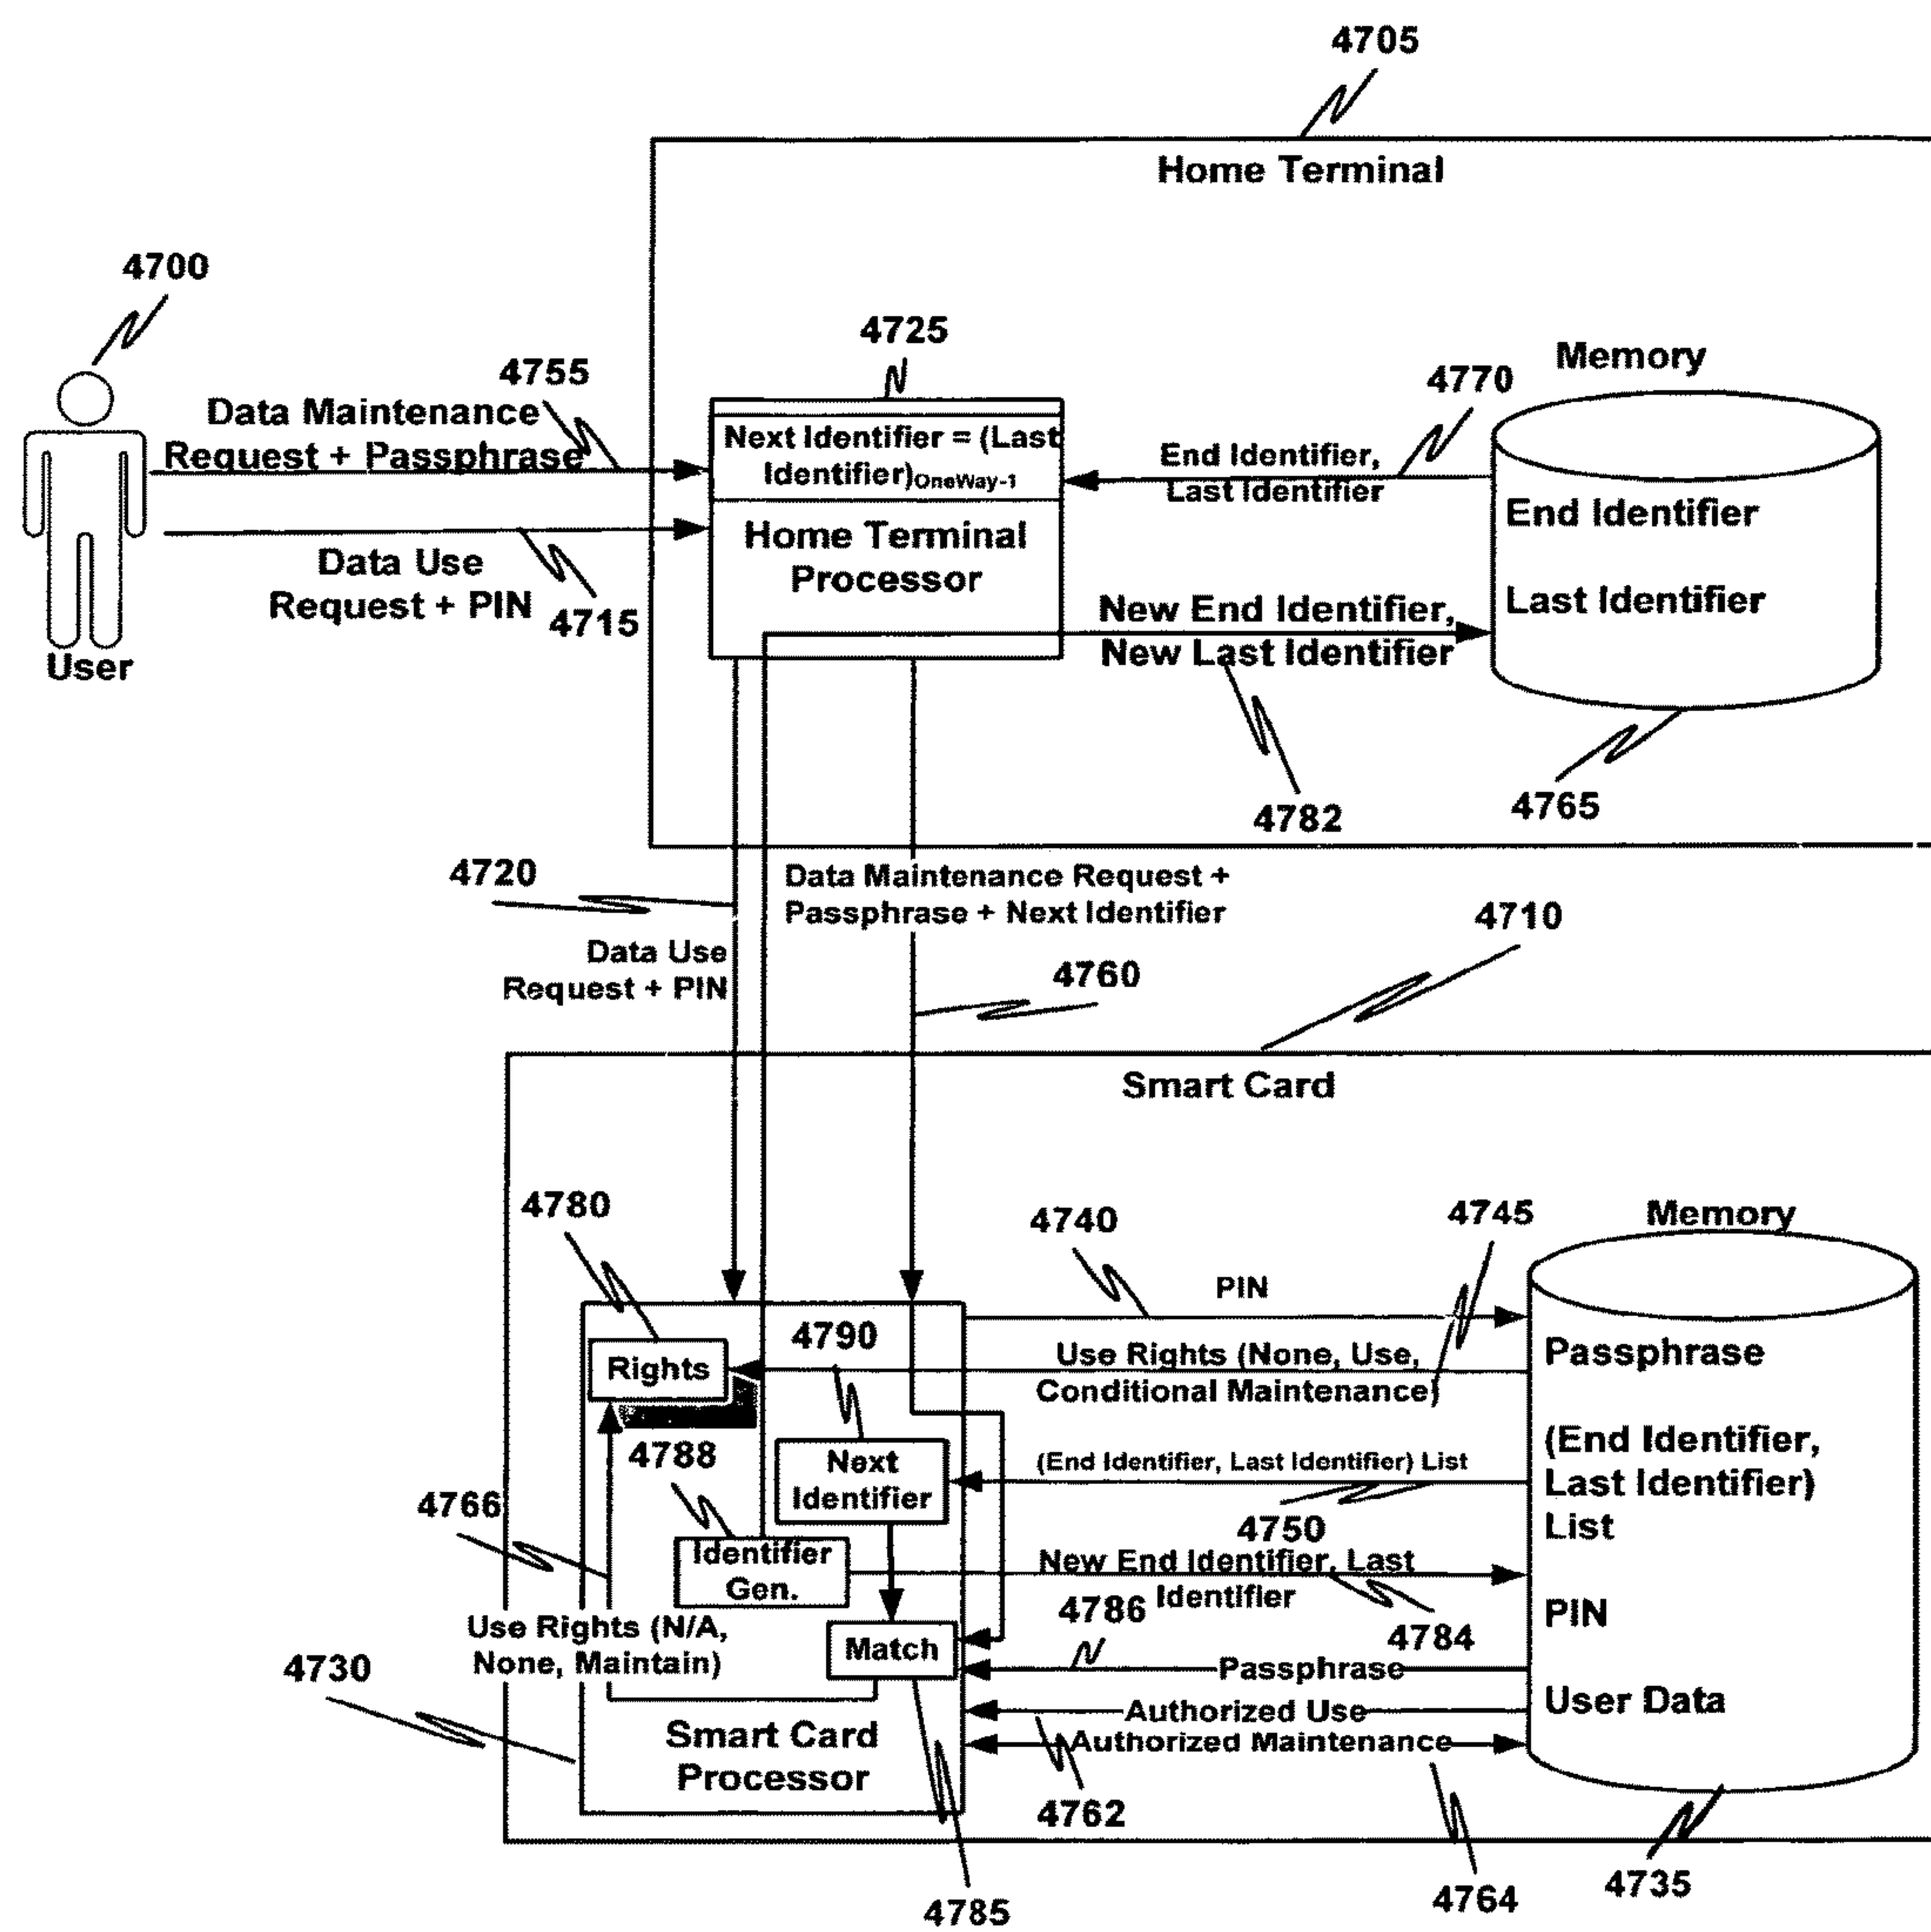 4705
Home Terminal
4700
4725
Memory
4755
4770
Data Maintenance
Request + Passphrase
Next Identifier = (Last
Identifier)OneWay-1
End Identifier,
Last Identifier
End Identifier
Home Terminal
Processor
Data Use
Request + PIN
4715
Last Identifier
New End Identifier,
New Last Identifier
User
4782
4765
4720
Data Maintenance Request +
Passphrase + Next Identifier
4710
Data Use
Request + PIN
4760
Smart Card
4780
4740
4745
Memory
PIN
4790
Rights
Use Rights (None, Use,
Conditional Maintenance)
Passphrase
4788
Next
Identifier
(End Identifier, Last Identifier) List
(End Identifier,
Last Identifier)
List
4766
4750
Identifier
Gen.
New End Identifier, Last
Identifier
4786
PIN
Use Rights (N/A,
None, Maintain)
Match
4784
4730
Passphrase
Authorized Use
User Data
Authorized Maintenance
Smart Card
Processor
4762
4785
4764
4735